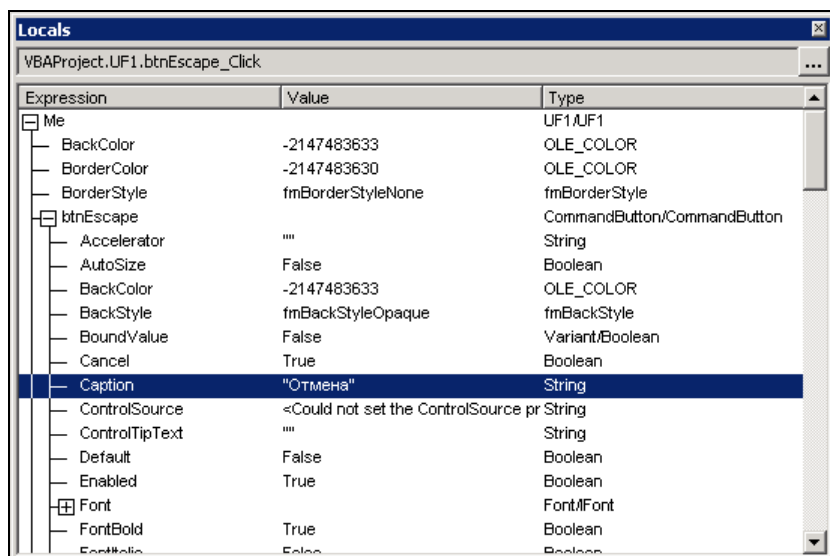 Locals
VBAProject.UF1.btnEscape_Click ...
Expression Value Type
Me UF1/UF1
BackColor -2147483633 OLE_COLOR
BorderColor -2147483630 OLE_COLOR
BorderStyle fmBorderStyleNone fmBorderStyle
btnEscape CommandButton/CommandButton
Accelerator "" String
AutoSize False Boolean
BackColor -2147483633 OLE_COLOR
BackStyle fmBackStyleOpaque fmBackStyle
BoundValue False Variant/Boolean
Cancel True Boolean
Caption "Отмена" String
ControlSource <Could not set the ControlSource pr String
ControlTipText "" String
Default False Boolean
Enabled True Boolean
Font Font/IFont
FontBold True Boolean
FontItalic False Boolean